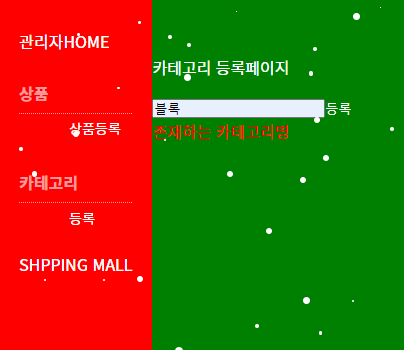 관리자HOME
상품
상품등록
카테고리
등록
SHPPING MALL
카테고리 등록페이지
블록 등록
존재하는 카테고리명